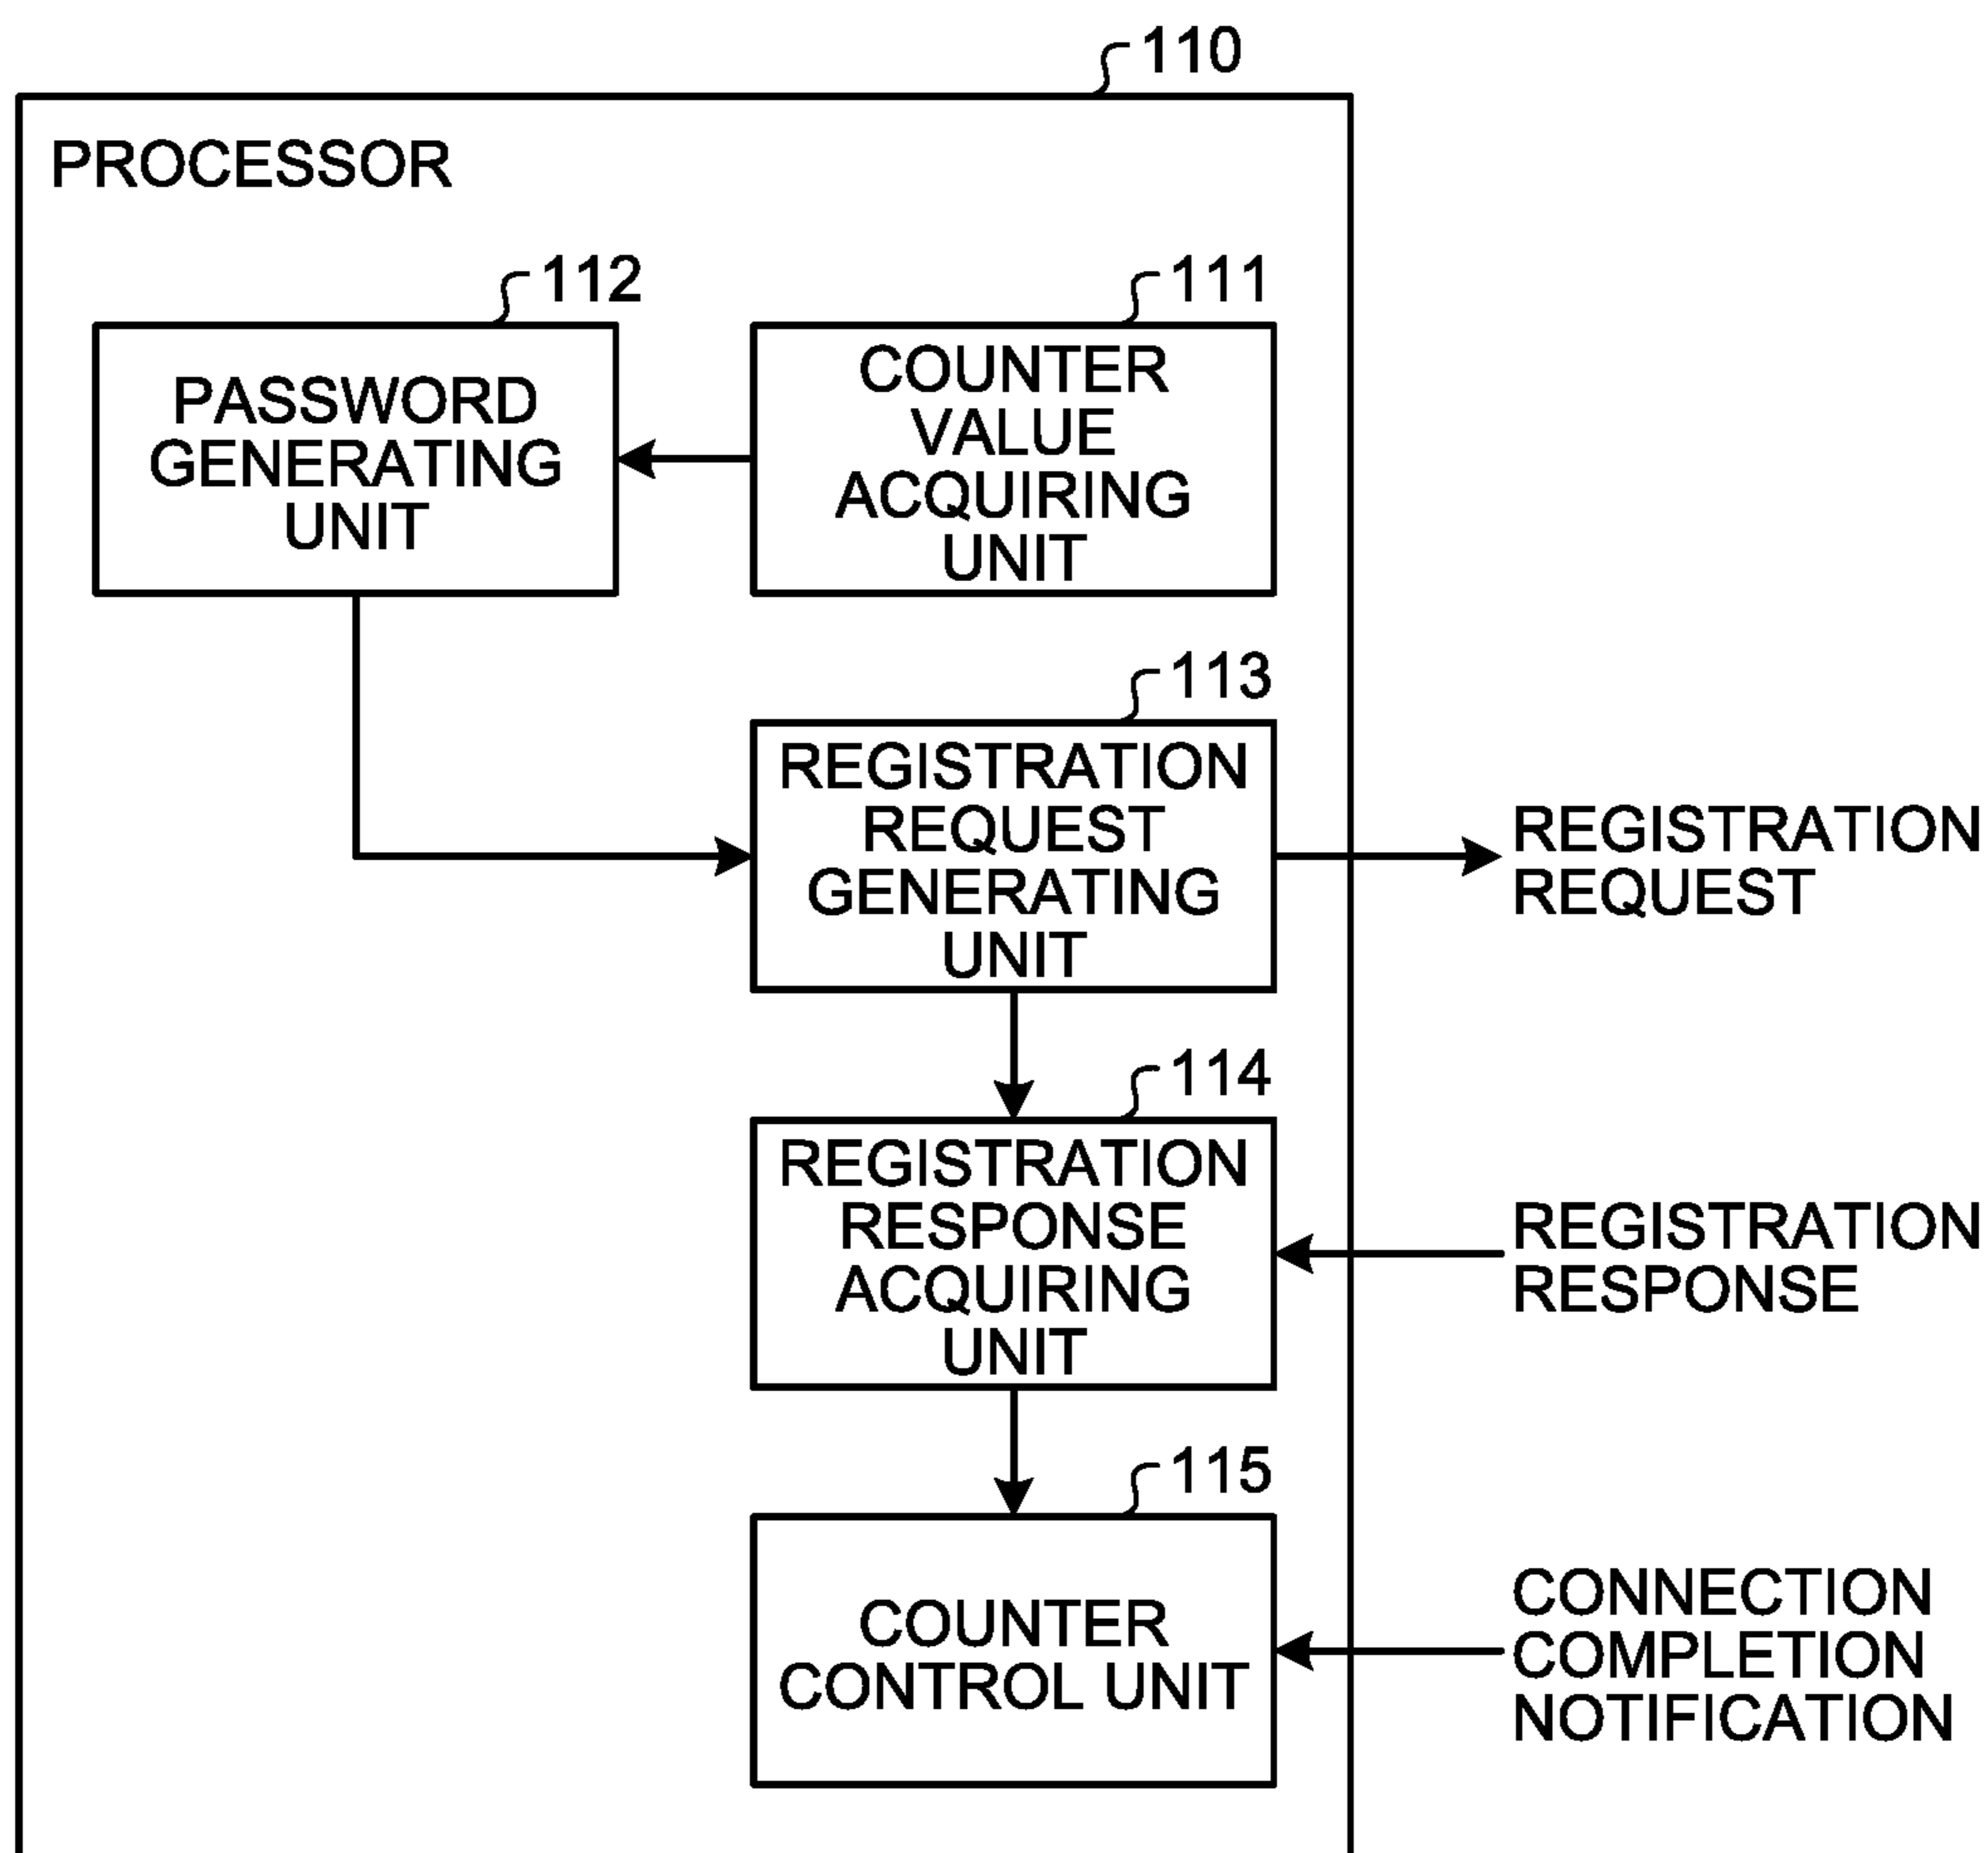 110
PROCESSOR
112
111
PASSWORD
GENERATING
UNIT
COUNTER
VALUE
ACQUIRING
UNIT
113
REGISTRATION
REQUEST
GENERATING
UNIT
REGISTRATION
REQUEST
114
REGISTRATION
RESPONSE
ACQUIRING
UNIT
REGISTRATION
RESPONSE
115
COUNTER
CONTROL UNIT
CONNECTION
COMPLETION
NOTIFICATION